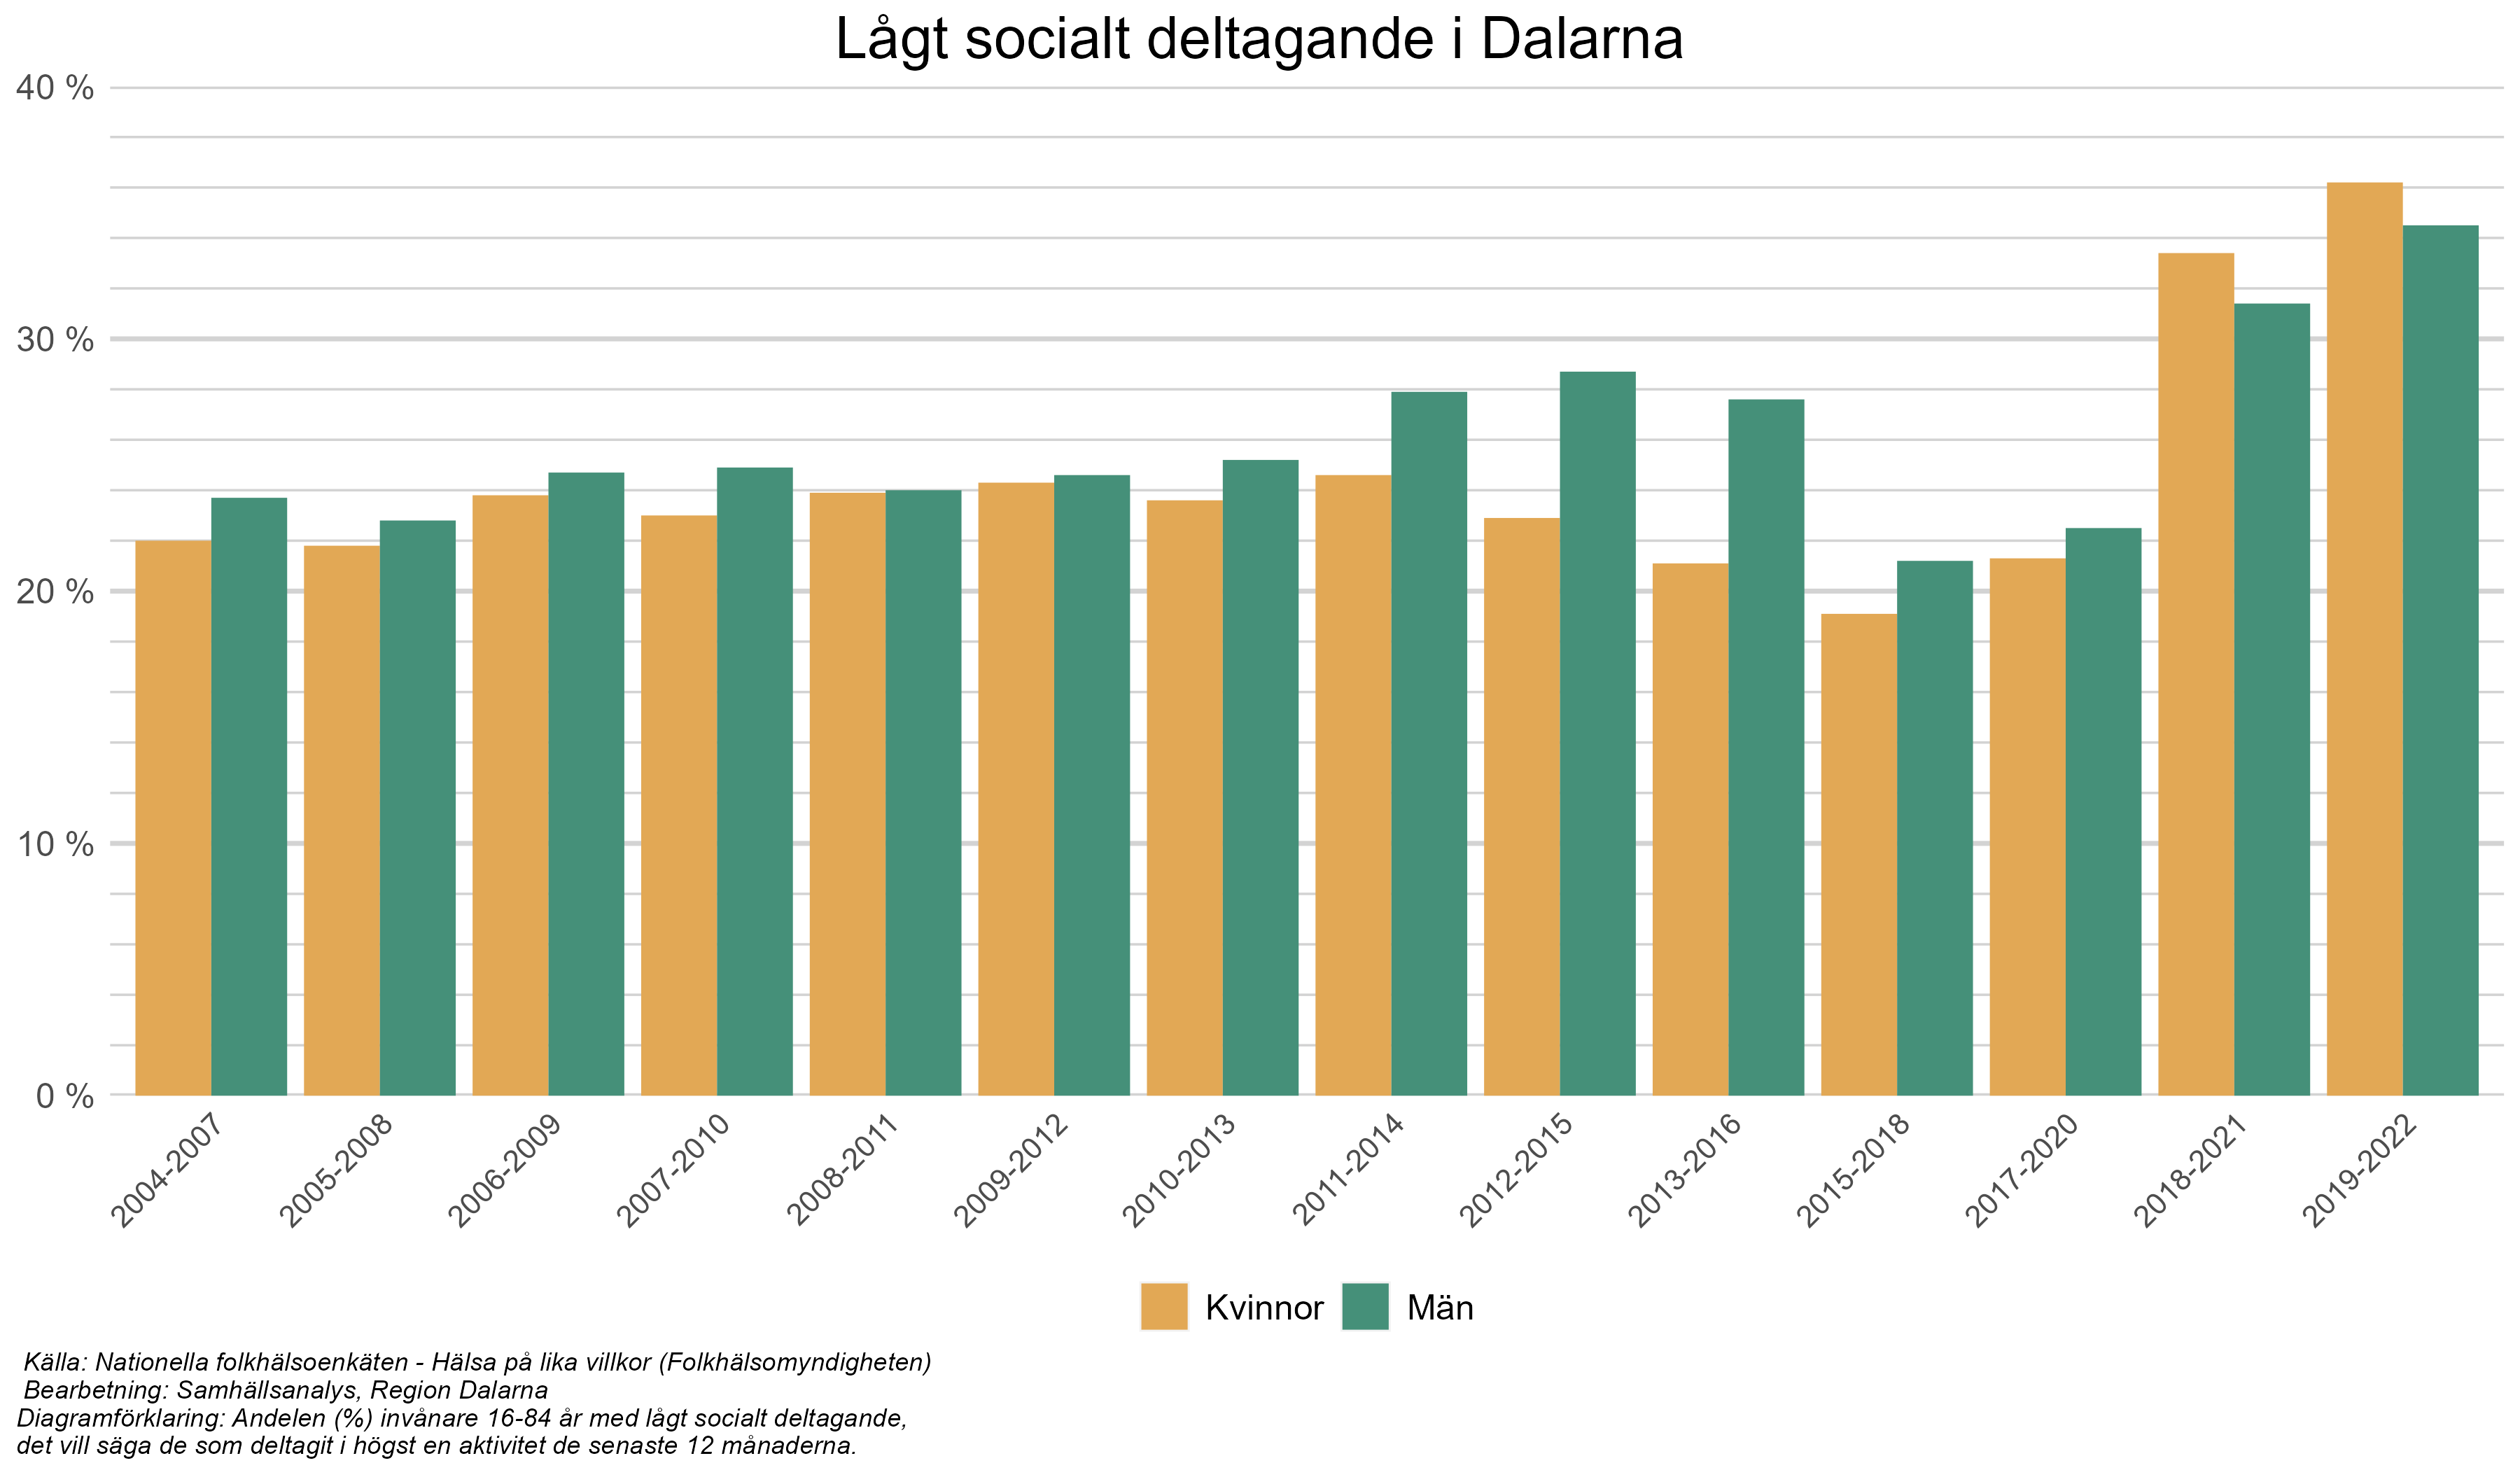 Lågt socialt deltagande i Dalarna
40 %
30 %
20 %
10 %
0 %
2004-2007
2005-2008
2006-2009
2007-2010
2008-2011
2009-2012
2010-2013
2011-2014
2012-2015
2013-2016
2015-2018
2017-2020
2018-2021
2019-2022
Kvinnor
Män
Källa: Nationella folkhälsoenkäten - Hälsa på lika villkor (Folkhälsomyndigheten)
Bearbetning: Samhällsanalys, Region Dalarna
Diagramförklaring: Andelen (%) invånare 16-84 år med lågt socialt deltagande,
det vill säga de som deltagit i högst en aktivitet de senaste 12 månaderna.